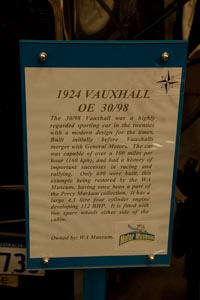 1924 VAUXHALL
OE 30/98
The 30/98 Vauxhall was a highly
regarded sporting car in the twenties
with a modern design for the times.
Built initially before Vauxhalls
merger with General Motors. The car
was capable of over a 100 miles per
hour (160 kph), and had a history of
important successes in racing and
rallying. Only 600 were built, this
example being restored by the WA
Museum, having once been a part of
the Percy Markham collection. It has a
large 4.5 litre four cylinder engine
developing 112 BHP. It is fitted with
two spare wheels either side of the
cabin.
Owned by: WA Museum.
Motor Museum
73